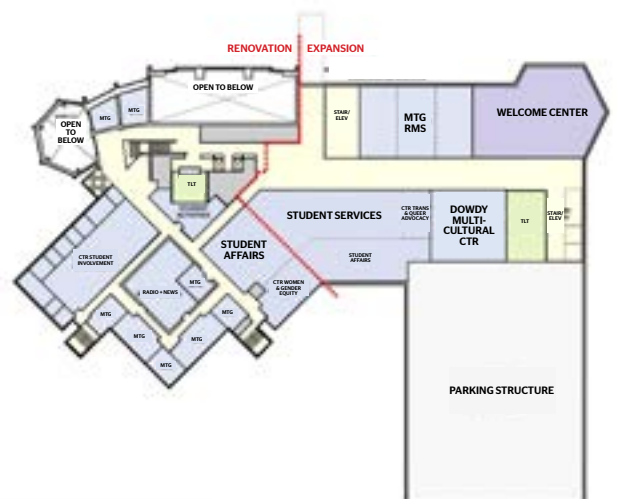 RENOVATION EXPANSION
OPEN TO BELOW
MTG
MTG
OPEN
TO
BELOW
STAIR/
ELEV
MTG
RMS
WELCOME CENTER
TLT
STUDENT SERVICES
CTR TRANS
& QUEER
ADVOCACY
DOWDY
MULTI-
CULTURAL
CTR
TLT
STAIR/
ELEV
STUDENT
AFFAIRS
STUDENT
AFFAIRS
CTR STUDENT
INVOLVEMENT
RADIO + NEWS
MTG
CTR WOMEN
& GENDER
EQUITY
MTG
MTG
MTG
MTG
MTG
PARKING STRUCTURE